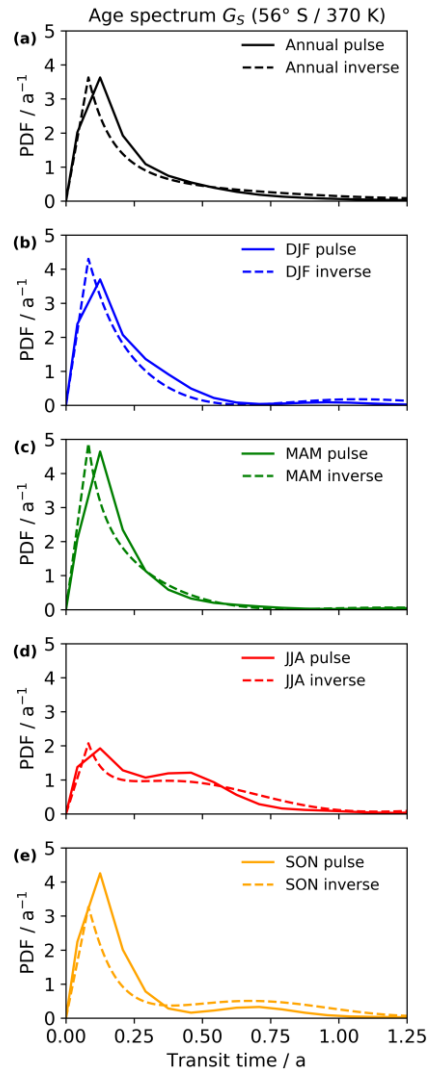 Age spectrum G_S (56° S / 370 K)
(a)
Annual pulse
Annual inverse
PDF / a⁻¹
5
4
3
2
1
0
(b)
DJF pulse
DJF inverse
PDF / a⁻¹
5
4
3
2
1
0
(c)
MAM pulse
MAM inverse
PDF / a⁻¹
5
4
3
2
1
0
(d)
JJA pulse
JJA inverse
PDF / a⁻¹
5
4
3
2
1
0
(e)
SON pulse
SON inverse
PDF / a⁻¹
5
4
3
2
1
0
0.00 0.25 0.50 0.75 1.00 1.25
Transit time / a